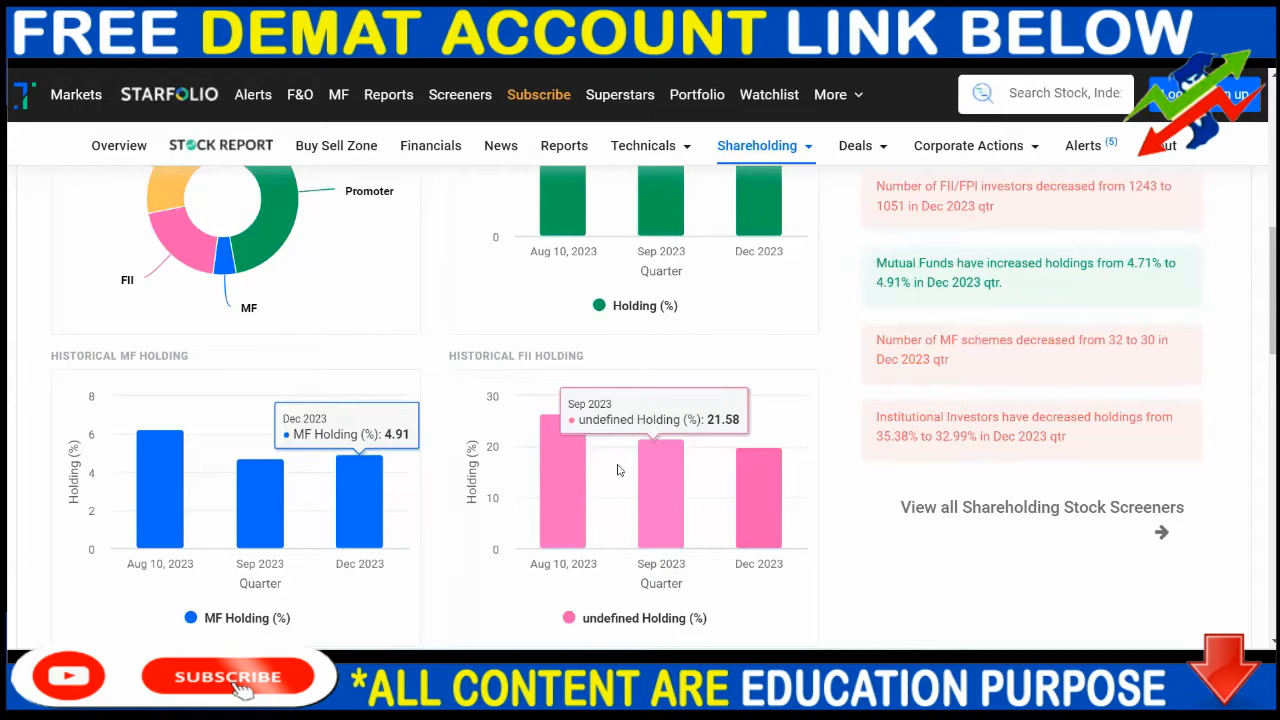 FREE DEMAT ACCOUNT LINK BELOW
Markets STARFOLIO Alerts F&O MF Reports Screeners Subscribe Superstars Portfolio Watchlist More Search Stock, Inde:
Overview STOCK REPORT Buy Sell Zone Financials News Reports Technicals Shareholding Deals Corporate Actions Alerts (5)
Promoter
FII
MF
0
Aug 10, 2023 Sep 2023 Dec 2023
Quarter
Holding (%)
Number of FII/FPI investors decreased from 1243 to
1051 in Dec 2023 qtr
Mutual Funds have increased holdings from 4.71% to
4.91% in Dec 2023 qtr.
Number of MF schemes decreased from 32 to 30 in
Dec 2023 qtr
Institutional Investors have decreased holdings from
35.38% to 32.99% in Dec 2023 qtr
View all Shareholding Stock Screeners
HISTORICAL MF HOLDING
8
6
4
2
0
Holding (%)
Dec 2023
MF Holding (%): 4.91
Aug 10, 2023 Sep 2023 Dec 2023
Quarter
MF Holding (%)
HISTORICAL FII HOLDING
30
20
10
0
Holding (%)
Sep 2023
undefined Holding (%): 21.58
Aug 10, 2023 Sep 2023 Dec 2023
Quarter
undefined Holding (%)
SUBSCRIBE
*ALL CONTENT ARE EDUCATION PURPOSE